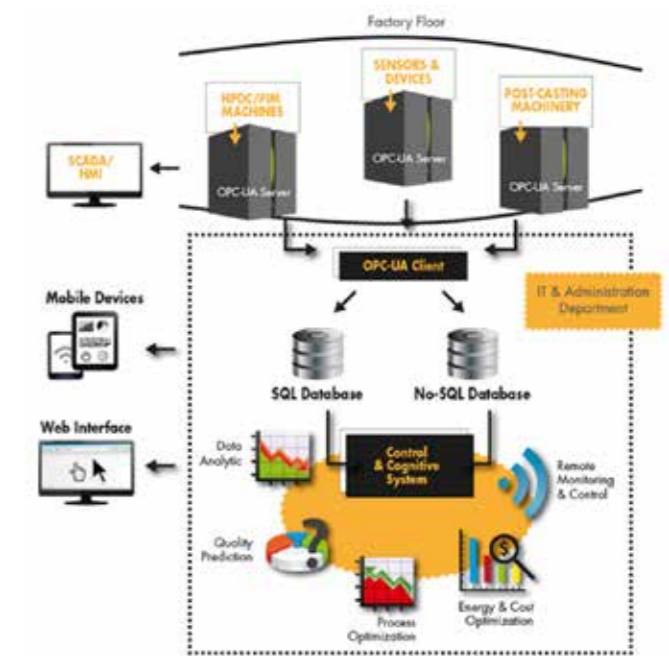 Factory Floor
SENSORS &
DEVICES
HPDC/PIM
MACHINES
POST-CASTING
MACHINERY
SCADA/
HMI
OPC-UA Server
OPC-UA Server
OPC-UA Server
OPC-UA Client
IT & Administration
Department
Mobile Devices
SQL Database
No-SQL Database
Web Interface
Data
Analytic
Control
& Cognitive
System
Remote
Monitoring
& Control
Quality
Prediction
Process
Optimization
Energy & Cost
Optimization